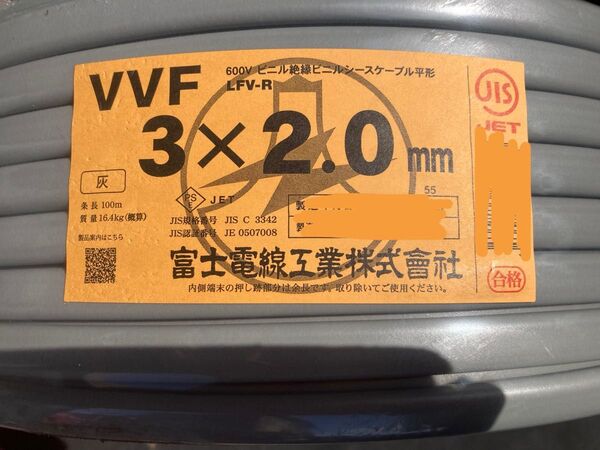 VVF
600V ビニル絶縁ビニルシースケーブル平形
LFV-R
3×2.0mm
灰
条長 100m
質量 16.4kg(概算)
製品案内はこちら
PS
E
JET
JIS規格番号 JIS C 3342
JIS認証番号 JE 0507008
55
製造
富士電線工業株式會社
内側端末の押し跡部分は余長です。取り除いてご使用ください。
JIS
JET
合格